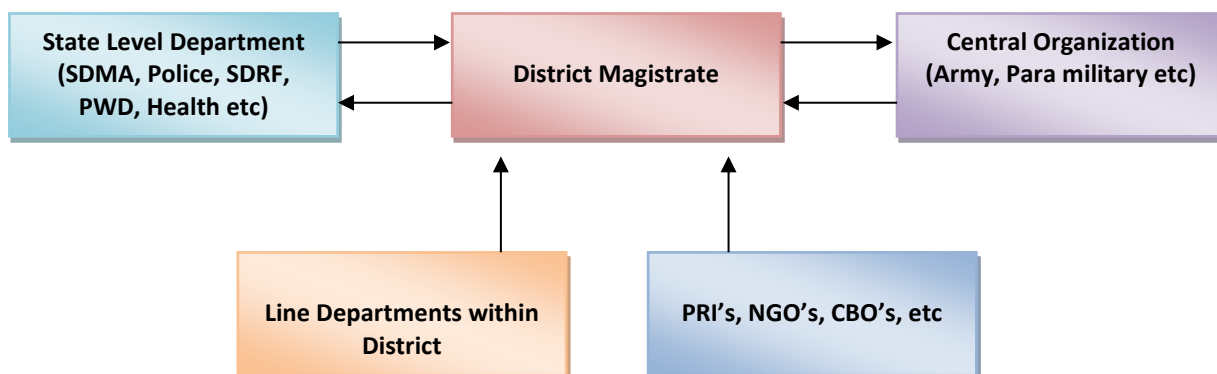 State Level Department
(SDMA, Police, SDRF,
PWD, Health etc)
District Magistrate
Central Organization
(Army, Para military etc)
Line Departments within
District
PRI’s, NGO’s, CBO’s, etc